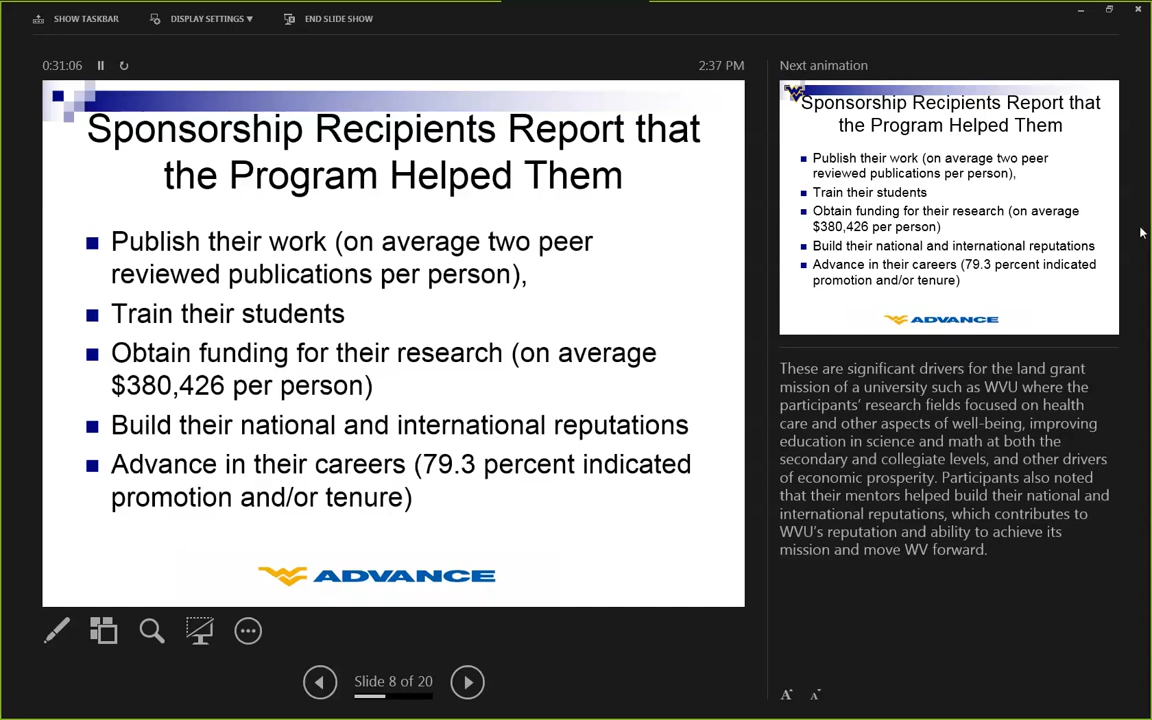 SHOW TASKBAR
DISPLAY SETTINGS ▼
END SLIDE SHOW
0:31:06
2:37 PM
Sponsorship Recipients Report that
the Program Helped Them
Publish their work (on average two peer
reviewed publications per person),
Train their students
Obtain funding for their research (on average
$380,426 per person)
Build their national and international reputations
Advance in their careers (79.3 percent indicated
promotion and/or tenure)
ADVANCE
Slide 8 of 20
Next animation
Sponsorship Recipients Report that
the Program Helped Them
Publish their work (on average two peer
reviewed publications per person),
Train their students
Obtain funding for their research (on average
$380,426 per person)
Build their national and international reputations
Advance in their careers (79.3 percent indicated
promotion and/or tenure)
ADVANCE
These are significant drivers for the land grant
mission of a university such as WVU where the
participants' research fields focused on health
care and other aspects of well-being, improving
education in science and math at both the
secondary and collegiate levels, and other drivers
of economic prosperity. Participants also noted
that their mentors helped build their national and
international reputations, which contributes to
WVU's reputation and ability to achieve its
mission and move WV forward.
A A